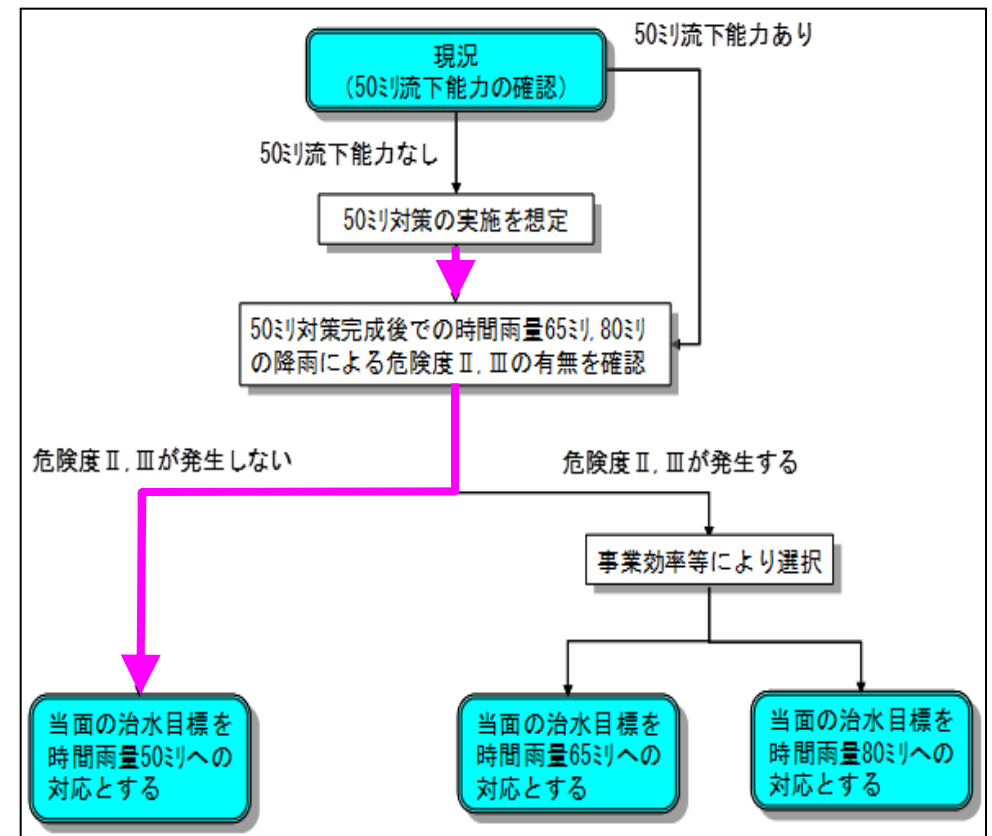 現況
(50ﾐﾘ流下能力の確認)
50ﾐﾘ流下能力あり
50ﾐﾘ流下能力なし
50ﾐﾘ対策の実施を想定
50ﾐﾘ対策完成後での時間雨量65ﾐﾘ,80ﾐﾘ
の降雨による危険度Ⅱ,Ⅲの有無を確認
危険度Ⅱ,Ⅲが発生しない
危険度Ⅱ,Ⅲが発生する
事業効率等により選択
当面の治水目標を
時間雨量50ﾐﾘへの
対応とする
当面の治水目標を
時間雨量65ﾐﾘへの
対応とする
当面の治水目標を
時間雨量80ﾐﾘへの
対応とする